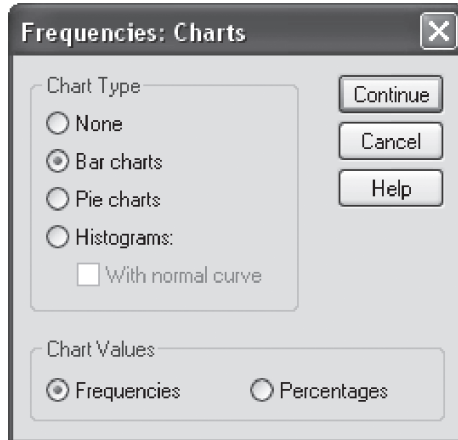 Frequencies: Charts
Chart Type
None
Bar charts
Pie charts
Histograms:
With normal curve
Continue
Cancel
Help
Chart Values
Frequencies
Percentages